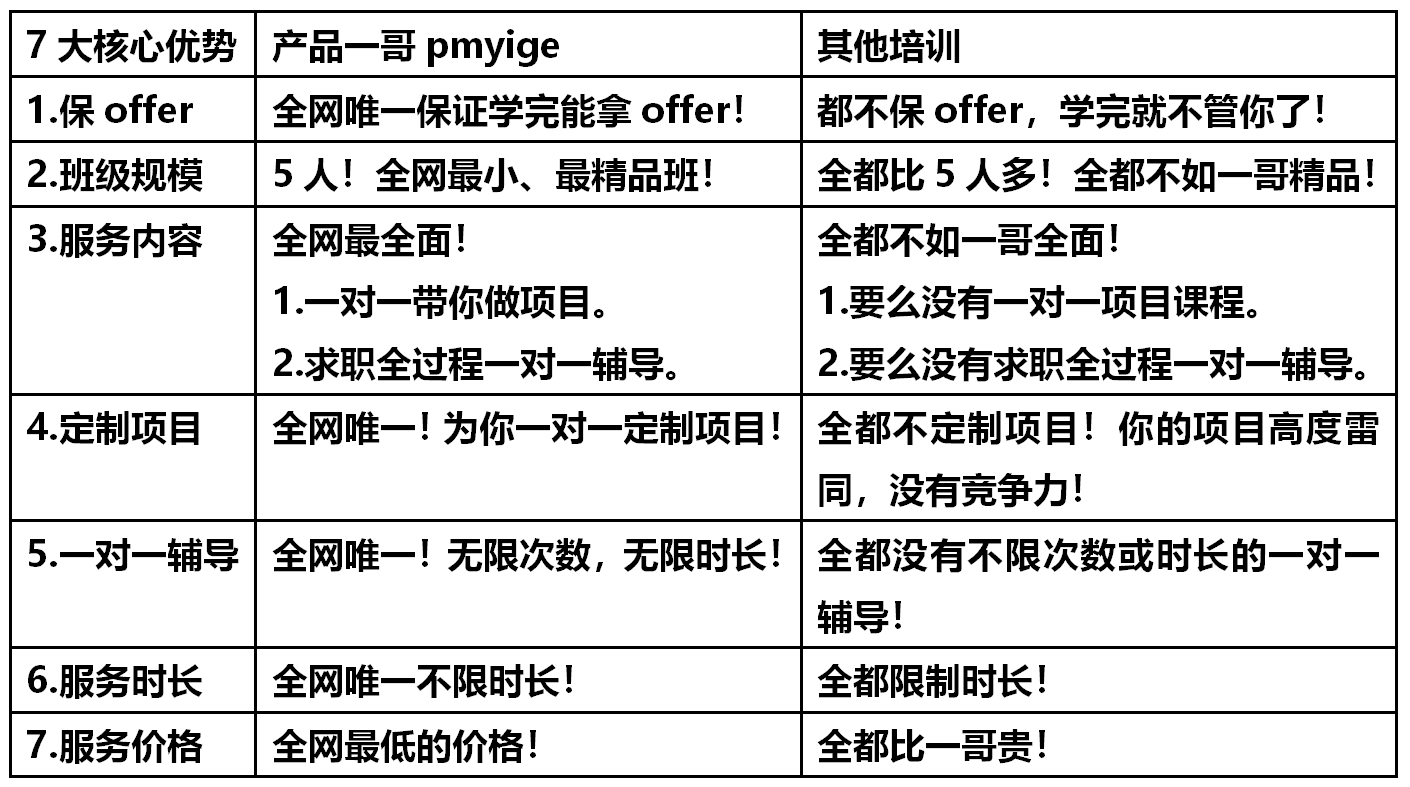 7 大核心优势 产品一哥 pmyige 其他培训
1.保 offer 全网唯一保证学完能拿 offer！ 都不保 offer，学完就不管你了！
2.班级规模 5 人！全网最小、最精品班！ 全都比 5 人多！全都不如一哥精品！
3.服务内容 全网最全面！ 全都不如一哥全面！
1.一对一带你做项目。 1.要么没有一对一项目课程。
2.求职全过程一对一辅导。 2.要么没有求职全过程一对一辅导。
4.定制项目 全网唯一！为你一对一定制项目！ 全都不定制项目！你的项目高度雷
同，没有竞争力！
5.一对一辅导 全网唯一！无限次数，无限时长！ 全都没有不限次数或时长的一对一
辅导！
6.服务时长 全网唯一不限时长！ 全都限制时长！
7.服务价格 全网最低的价格！ 全都比一哥贵！